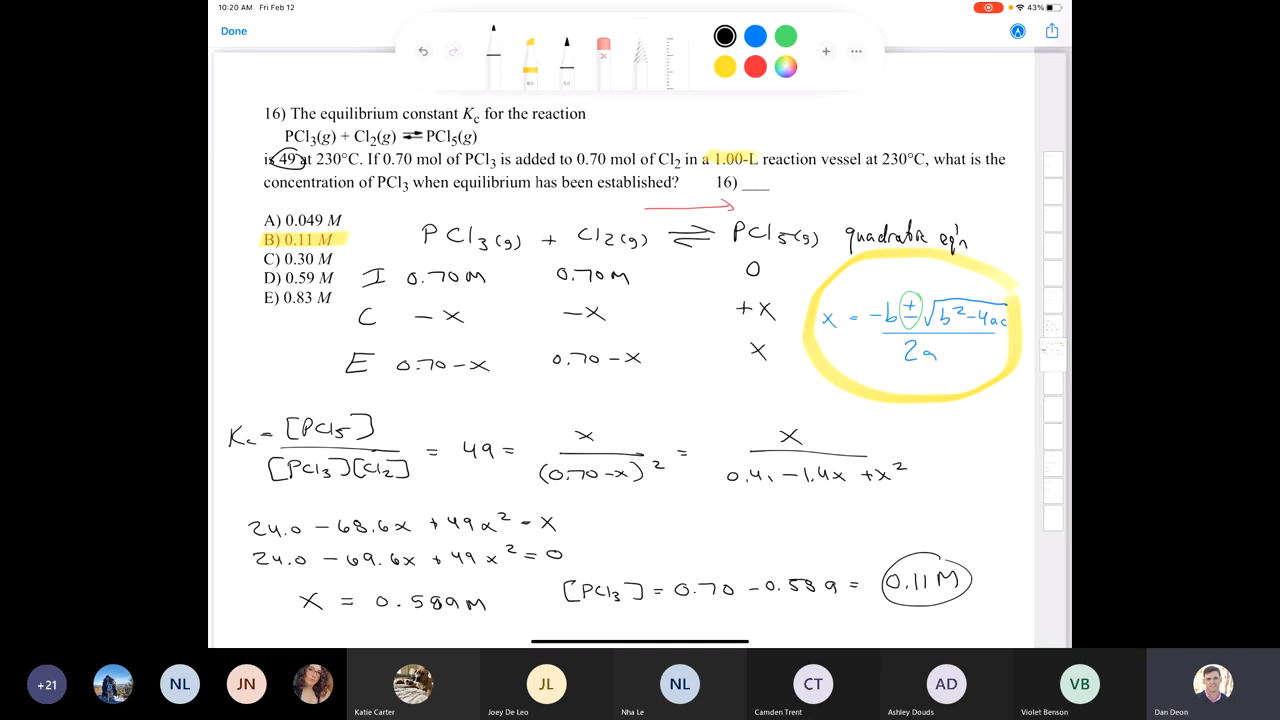 10:20 AM Fri Feb 12
43%
Done
16) The equilibrium constant Kc for the reaction
PCl3(g) + Cl2(g) ⇌ PCl5(g)
is 49 at 230°C. If 0.70 mol of PCl3 is added to 0.70 mol of Cl2 in a 1.00-L reaction vessel at 230°C, what is the
concentration of PCl3 when equilibrium has been established? 16) ____
A) 0.049 M
B) 0.11 M
C) 0.30 M
D) 0.59 M
E) 0.83 M
PCl3(g) + Cl2(g) ⇌ PCl5(g) quadratic eq'n
I 0.70M 0.70M 0
C -x -x +x
E 0.70-x 0.70-x x
x = -b ± √b²-4ac / 2a
Kc = [PCl5] / [PCl3][Cl2] = 49 = x / (0.70-x)² = x / 0.49 -1.4x +x²
24.0 - 68.6x + 49x² = x
24.0 - 69.6x + 49x² = 0
x = 0.589M
[PCl3] = 0.70 - 0.589 = 0.11M
+21
NL
JN
JL
NL
CT
AD
VB
Katie Carter
Joey De Leo
Nha Le
Camden Trent
Ashley Douds
Violet Benson
Dan Deon